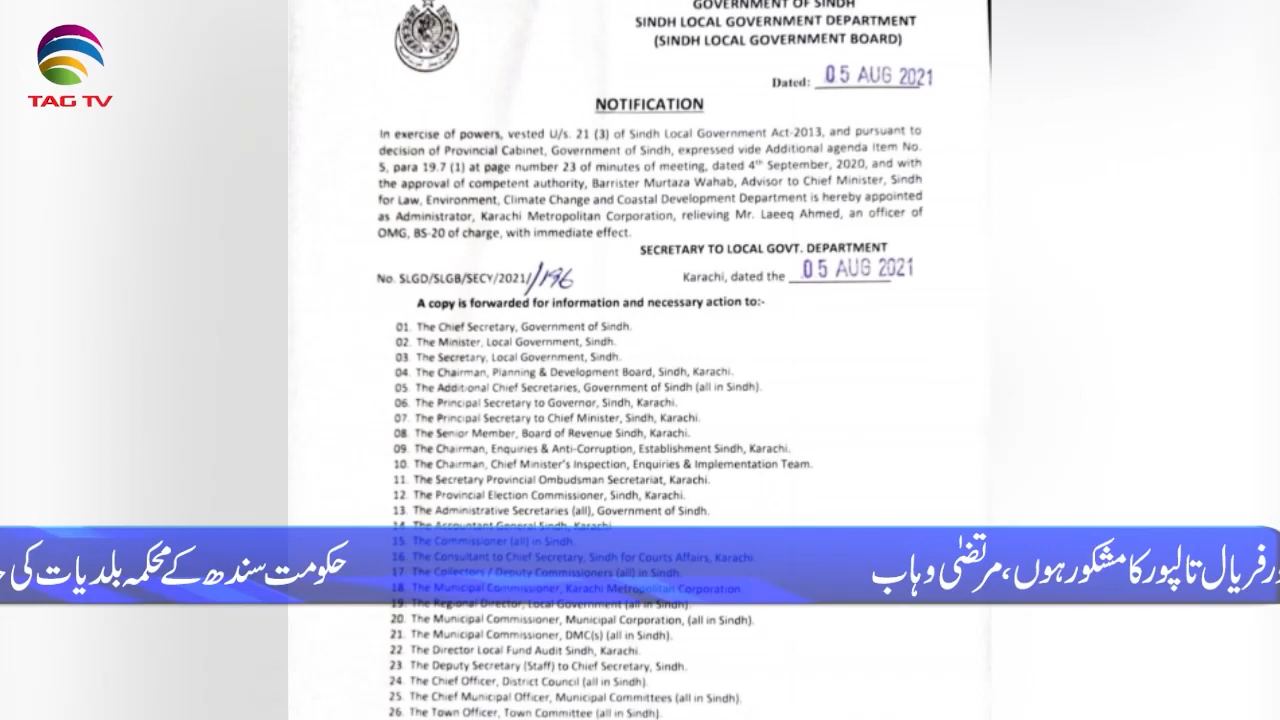 TAG TV
GOVERNMENT OF SINDH
SINDH LOCAL GOVERNMENT DEPARTMENT
(SINDH LOCAL GOVERNMENT BOARD)
Dated: 05 AUG 2021
NOTIFICATION
In exercise of powers, vested U/s. 21 (3) of Sindh Local Government Act-2013, and pursuant to
decision of Provincial Cabinet, Government of Sindh, expressed vide Additional agenda Item No.
5, para 19.7 (1) at page number 23 of minutes of meeting, dated 4th September, 2020, and with
the approval of competent authority, Barrister Murtaza Wahab, Advisor to Chief Minister, Sindh
for Law, Environment, Climate Change and Coastal Development Department is hereby appointed
as Administrator, Karachi Metropolitan Corporation, relieving Mr. Laeeq Ahmed, an officer of
OMG, BS-20 of charge, with immediate effect.
SECRETARY TO LOCAL GOVT. DEPARTMENT
No. SLGD/SLGB/SECY/2021/196 Karachi, dated the 05 AUG 2021
A copy is forwarded for information and necessary action to:-
01. The Chief Secretary, Government of Sindh.
02. The Minister, Local Government, Sindh.
03. The Secretary, Local Government, Sindh.
04. The Chairman, Planning & Development Board, Sindh, Karachi.
05. The Additional Chief Secretaries, Government of Sindh (all in Sindh).
06. The Principal Secretary to Governor, Sindh, Karachi.
07. The Principal Secretary to Chief Minister, Sindh, Karachi.
08. The Senior Member, Board of Revenue Sindh, Karachi.
09. The Chairman, Enquiries & Anti-Corruption, Establishment Sindh, Karachi.
10. The Chairman, Chief Minister's Inspection, Enquiries & Implementation Team.
11. The Secretary Provincial Ombudsman Secretariat, Karachi.
12. The Provincial Election Commissioner, Sindh, Karachi.
13. The Administrative Secretaries (all), Government of Sindh.
14. The Accountant General Sindh, Karachi.
15. The Commissioner (all) in Sindh.
16. The Consultant to Chief Secretary, Sindh for Courts Affairs, Karachi.
17. The Collectors / Deputy Commissioners (all) in Sindh.
18. The Municipal Commissioner, Karachi Metropolitan Corporation.
19. The Regional Director, Local Government (all in Sindh).
20. The Municipal Commissioner, Municipal Corporation, (all in Sindh).
21. The Municipal Commissioner, DMC(s) (all in Sindh).
22. The Director Local Fund Audit Sindh, Karachi.
23. The Deputy Secretary (Staff) to Chief Secretary, Sindh.
24. The Chief Officer, District Council (all in Sindh).
25. The Chief Municipal Officer, Municipal Committees (all in Sindh).
26. The Town Officer, Town Committee (all in Sindh).
فریال تالپور کا مشکور ہوں، مرتضٰی وہاب
حکومت سندھ کے محکمہ بلدیات کی